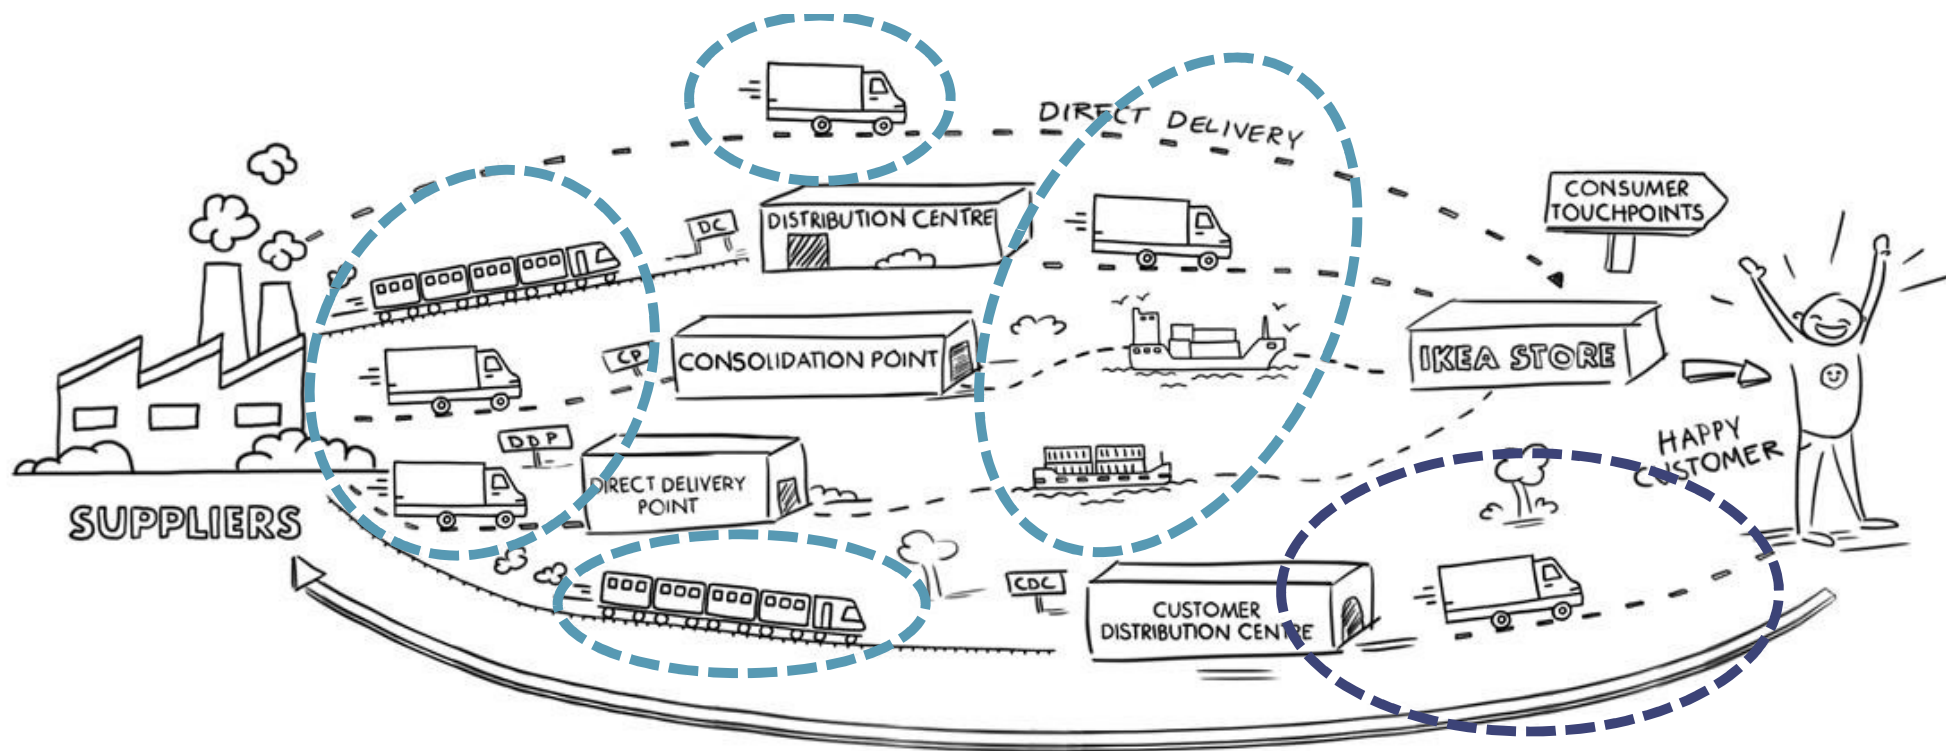 DIRECT DELIVERY
CONSUMER
TOUCHPOINTS
DC
DISTRIBUTION CENTRE
CP
CONSOLIDATION POINT
IKEA STORE
DDP
DIRECT DELIVERY
POINT
HAPPY
CUSTOMER
SUPPLIERS
CDC
CUSTOMER
DISTRIBUTION CENTRE